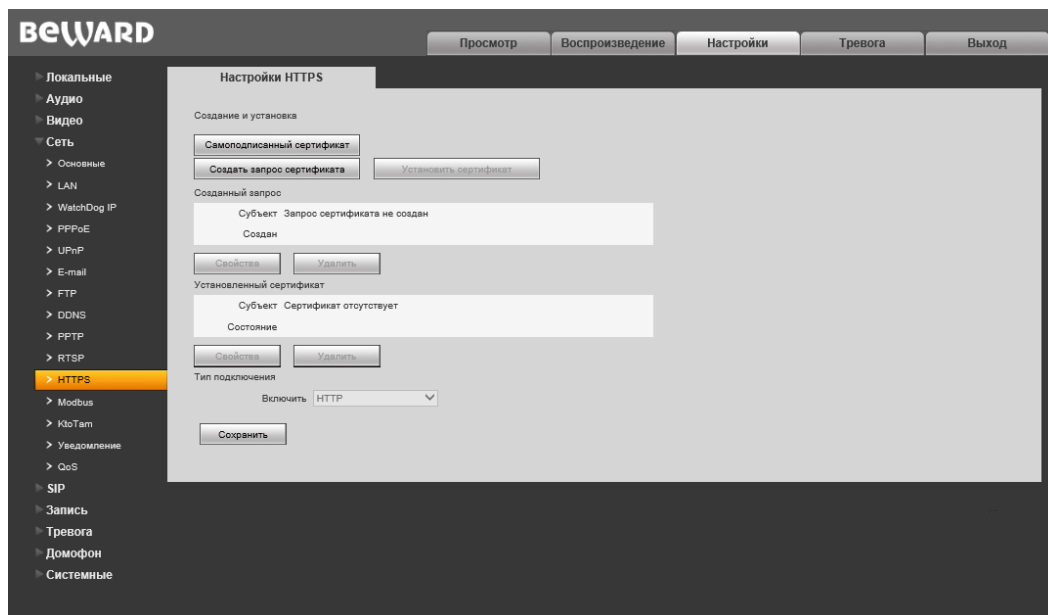 BEWARD
Просмотр
Воспроизведение
Настройки
Тревога
Выход
Локальные
Аудио
Видео
Сеть
Основные
LAN
WatchDog IP
PPPoE
UPnP
E-mail
FTP
DDNS
PPTP
RTSP
HTTPS
Modbus
KtoTam
Уведомление
QoS
SIP
Запись
Тревога
Домофон
Системные
Настройки HTTPS
Создание и установка
Самоподписанный сертификат
Создать запрос сертификата
Установить сертификат
Созданный запрос
Субъект Запрос сертификата не создан
Создан
Свойства
Удалить
Установленный сертификат
Субъект Сертификат отсутствует
Состояние
Свойства
Удалить
Тип подключения
Включить HTTP
Сохранить